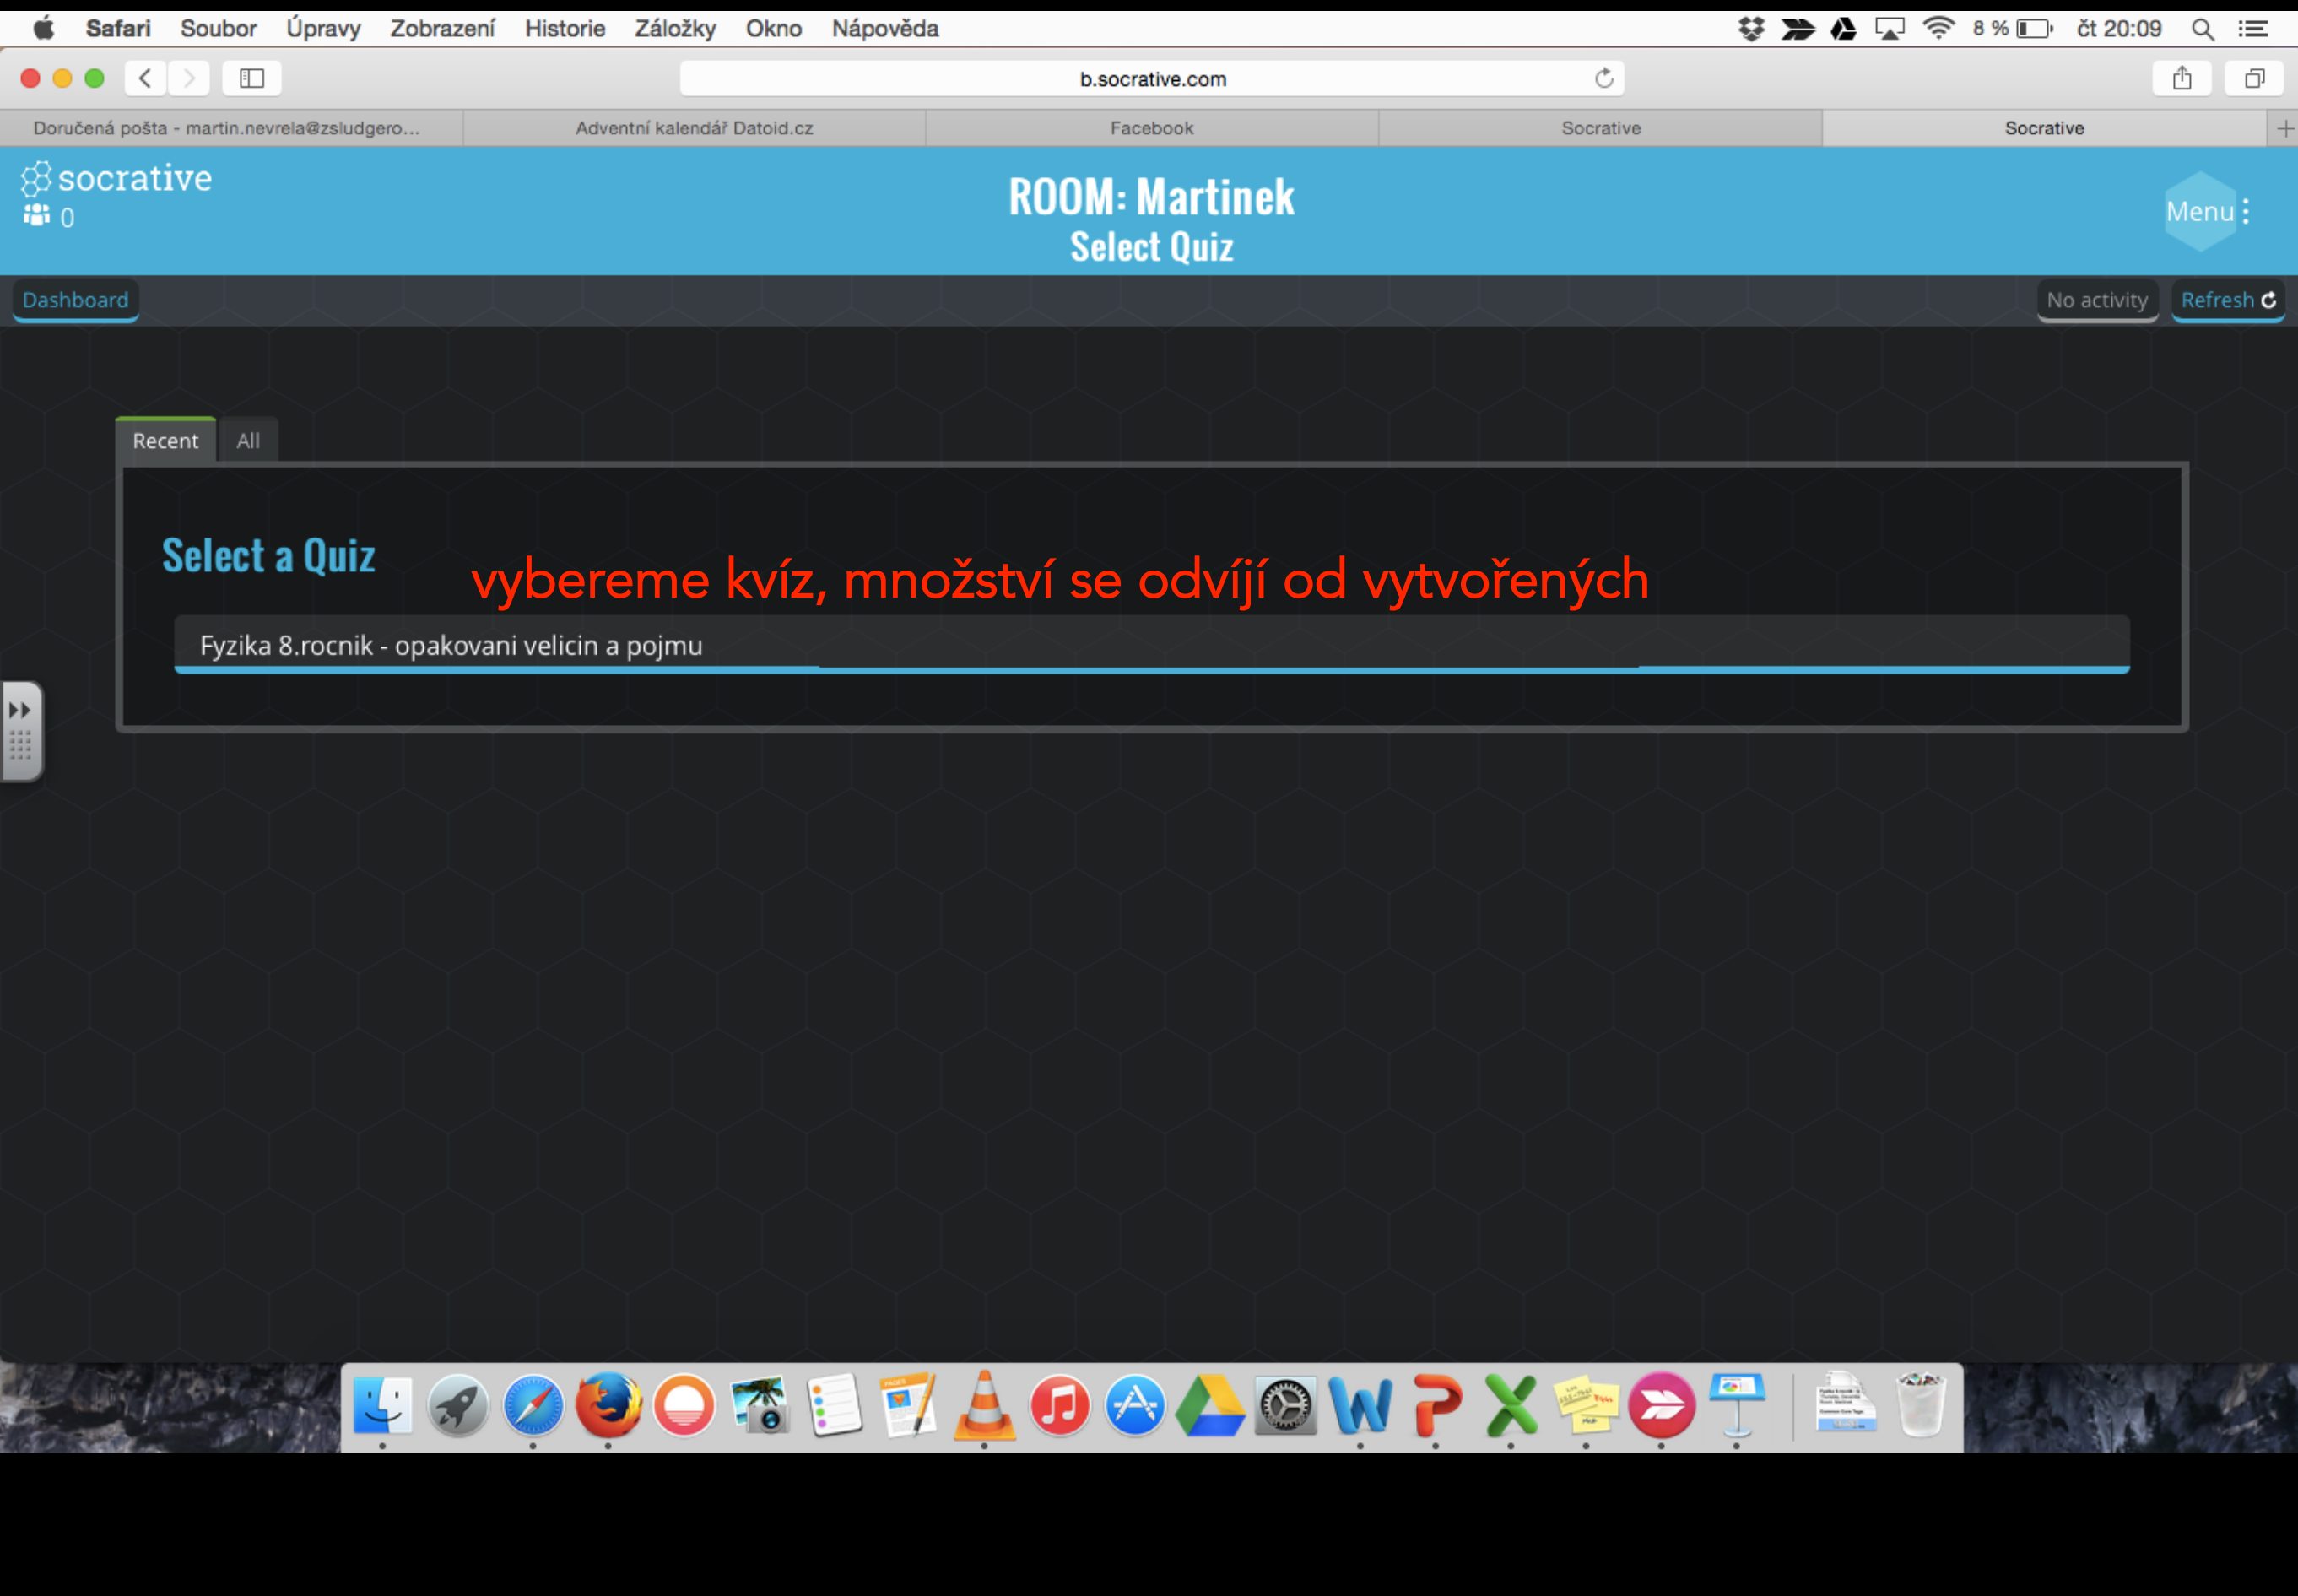 Safari Soubor Úpravy Zobrazení Historie Záložky Okno Nápověda 8 % čt 20:09
b.socrative.com
Doručená pošta - martin.nevrela@zsludgero... Adventní kalendář Datoid.cz Facebook Socrative Socrative
socrative
0
ROOM: Martinek
Select Quiz
Menu
Dashboard No activity Refresh
Recent All
Select a Quiz
vybereme kvíz, množství se odvíjí od vytvořených
Fyzika 8.rocnik - opakovani velicin a pojmu
PAGES